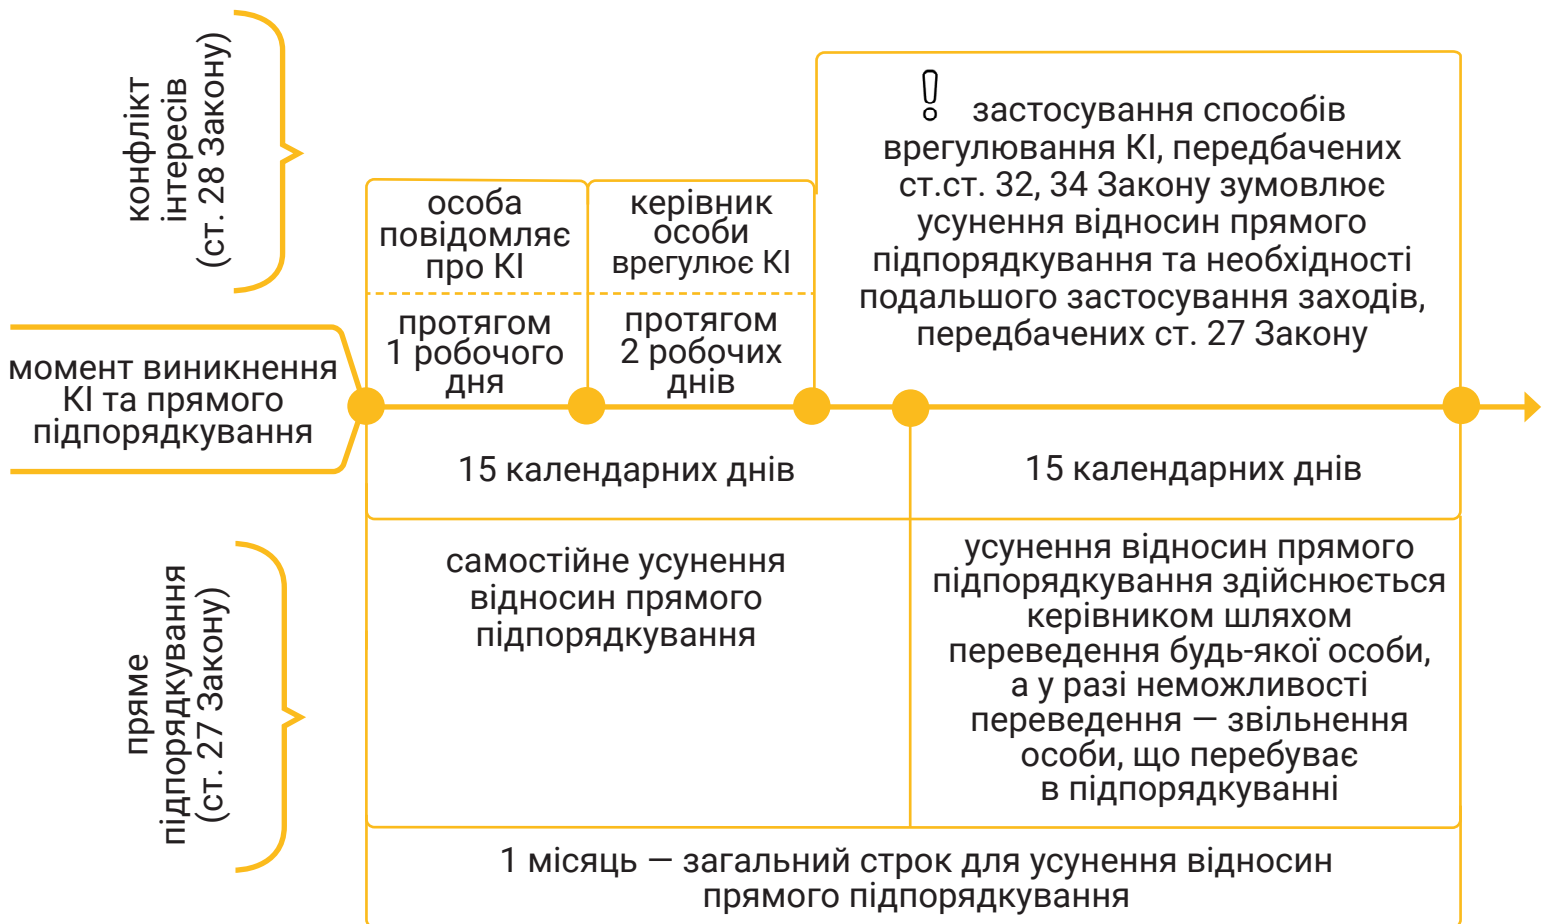 конфлікт
інтересів
(ст. 28 Закону)
особа
повідомляє
про КІ
протягом
1 робочого
дня
керівник
особи
врегулює КІ
протягом
2 робочих
днів
! застосування способів
врегулювання КІ, передбачених
ст.ст. 32, 34 Закону зумовлює
усунення відносин прямого
підпорядкування та необхідності
подальшого застосування заходів,
передбачених ст. 27 Закону
момент виникнення
КІ та прямого
підпорядкування
15 календарних днів
15 календарних днів
пряме
підпорядкування
(ст. 27 Закону)
самостійне усунення
відносин прямого
підпорядкування
усунення відносин прямого
підпорядкування здійснюється
керівником шляхом
переведення будь-якої особи,
а у разі неможливості
переведення — звільнення
особи, що перебуває
в підпорядкуванні
1 місяць — загальний строк для усунення відносин
прямого підпорядкування